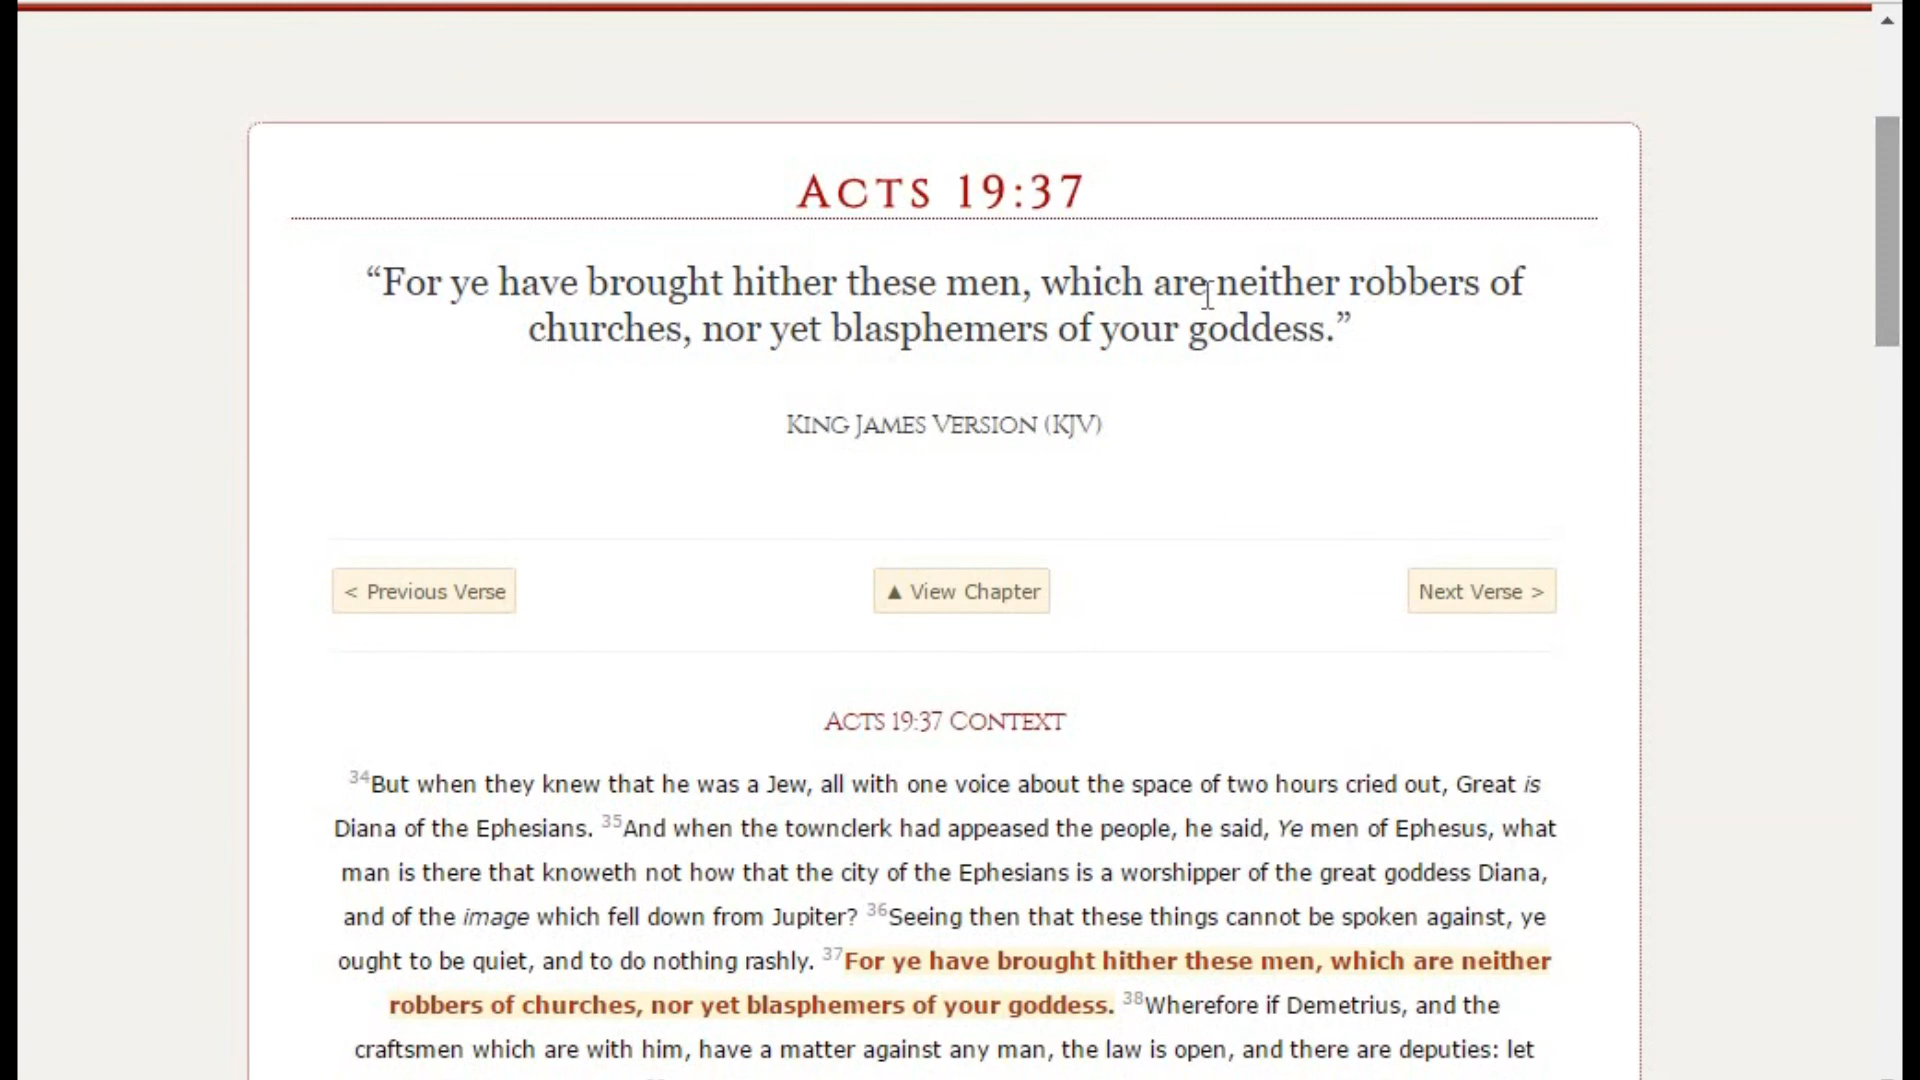 ACTS 19:37
“For ye have brought hither these men, which are neither robbers of
churches, nor yet blasphemers of your goddess.”
KING JAMES VERSION (KJV)
< Previous Verse
▲ View Chapter
Next Verse >
ACTS 19:37 CONTEXT
34But when they knew that he was a Jew, all with one voice about the space of two hours cried out, Great is
Diana of the Ephesians. 35And when the townclerk had appeased the people, he said, Ye men of Ephesus, what
man is there that knoweth not how that the city of the Ephesians is a worshipper of the great goddess Diana,
and of the image which fell down from Jupiter? 36Seeing then that these things cannot be spoken against, ye
ought to be quiet, and to do nothing rashly. 37For ye have brought hither these men, which are neither
robbers of churches, nor yet blasphemers of your goddess. 38Wherefore if Demetrius, and the
craftsmen which are with him, have a matter against any man, the law is open, and there are deputies: let